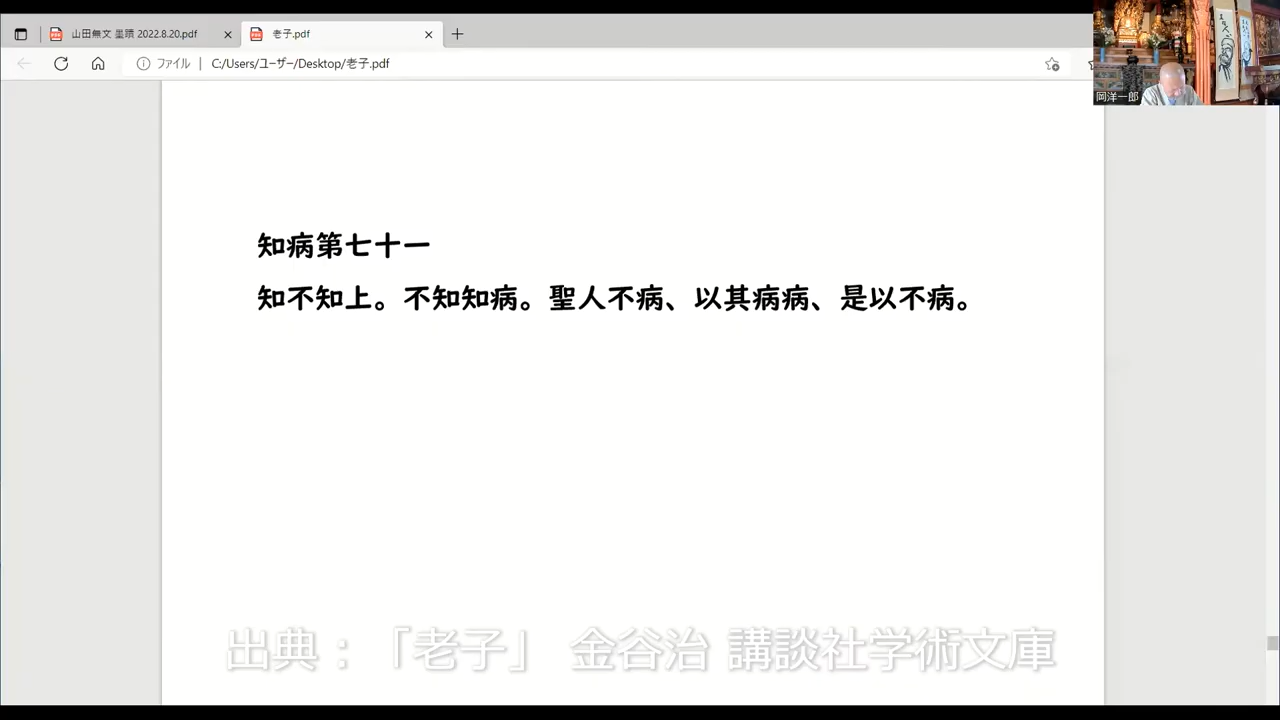 山田無文 墨蹟 2022.8.20.pdf
老子.pdf
ファイル
C:/Users/ユーザー/Desktop/老子.pdf
岡洋一郎
知病第七十一
知不知上。不知知病。聖人不病、以其病病、是以不病。
出典：「老子」 金谷治 講談社学術文庫